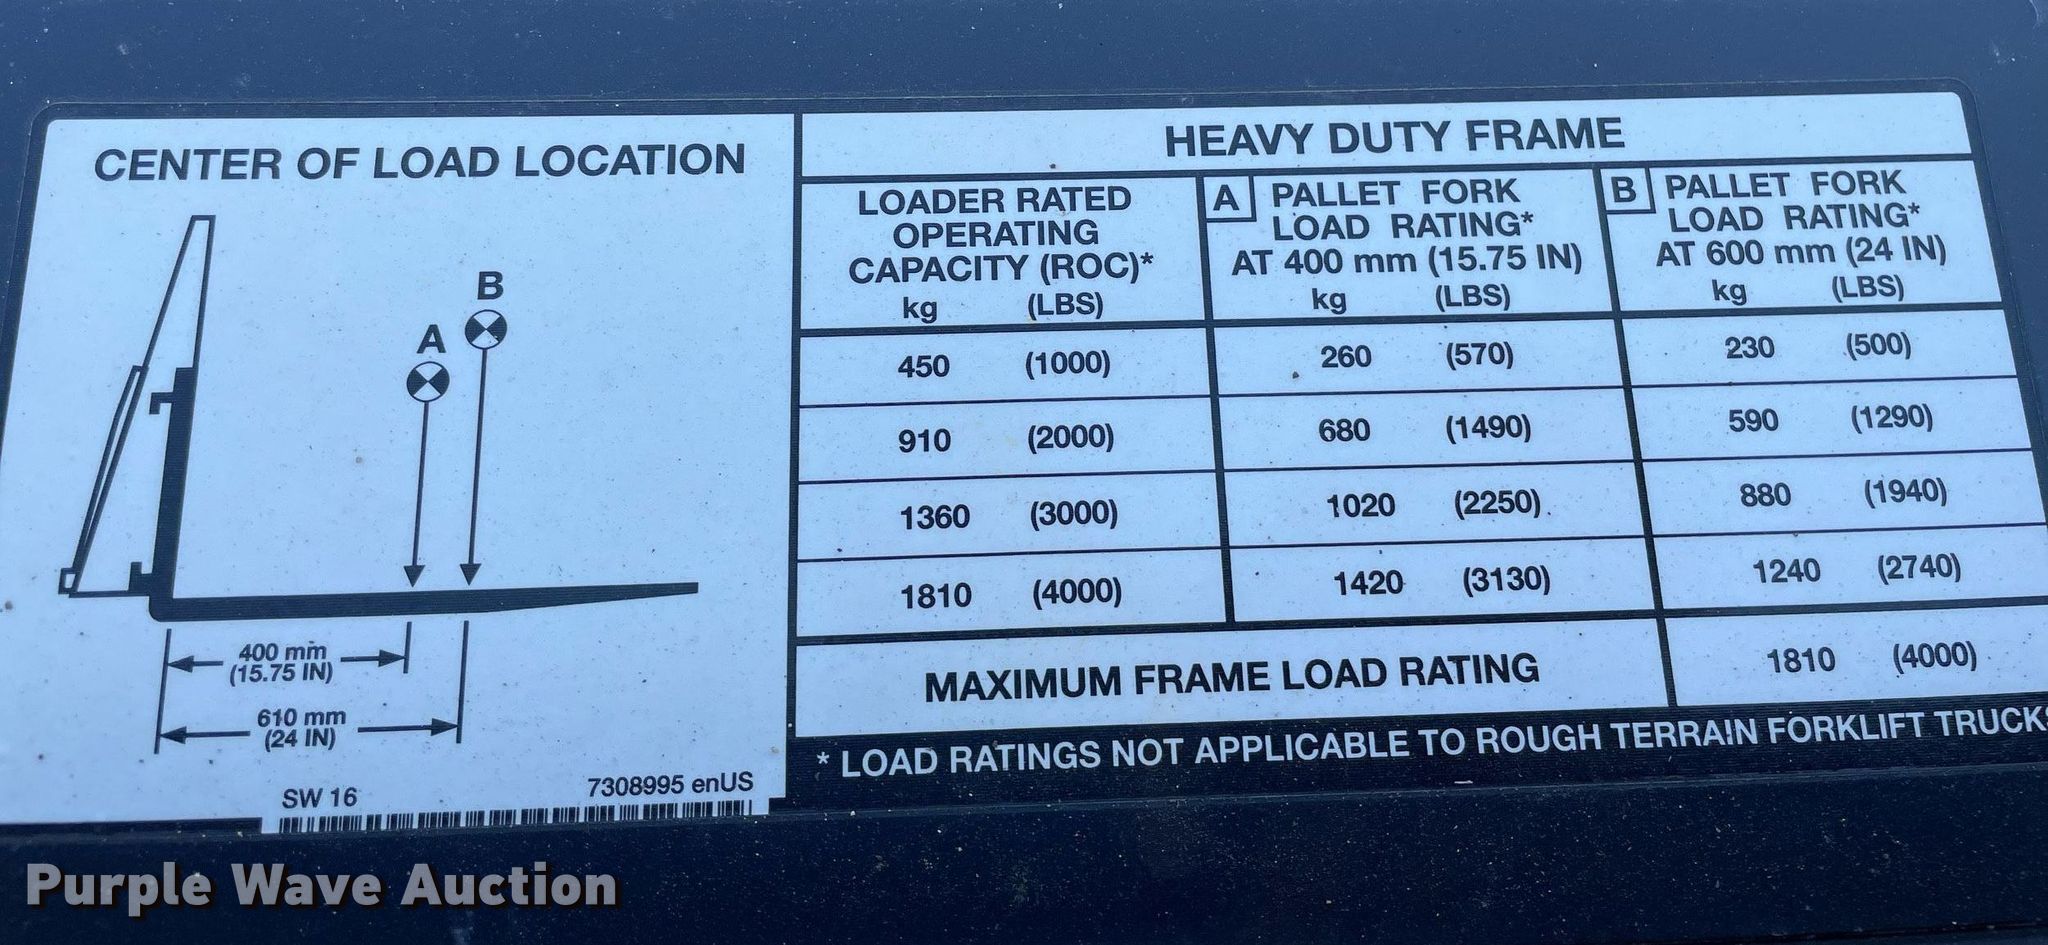 CENTER OF LOAD LOCATION
B
A
400 mm
(15.75 IN)
610 mm
(24 IN)
SW 16
7308995 enUS
HEAVY DUTY FRAME
LOADER RATED
OPERATING
CAPACITY (ROC)*
kg (LBS)
A PALLET FORK
LOAD RATING*
AT 400 mm (15.75 IN)
kg (LBS)
B PALLET FORK
LOAD RATING*
AT 600 mm (24 IN)
kg (LBS)
450 (1000) 260 (570) 230 (500)
910 (2000) 680 (1490) 590 (1290)
1360 (3000) 1020 (2250) 880 (1940)
1810 (4000) 1420 (3130) 1240 (2740)
MAXIMUM FRAME LOAD RATING 1810 (4000)
* LOAD RATINGS NOT APPLICABLE TO ROUGH TERRAIN FORKLIFT TRUCKS
Purple Wave Auction